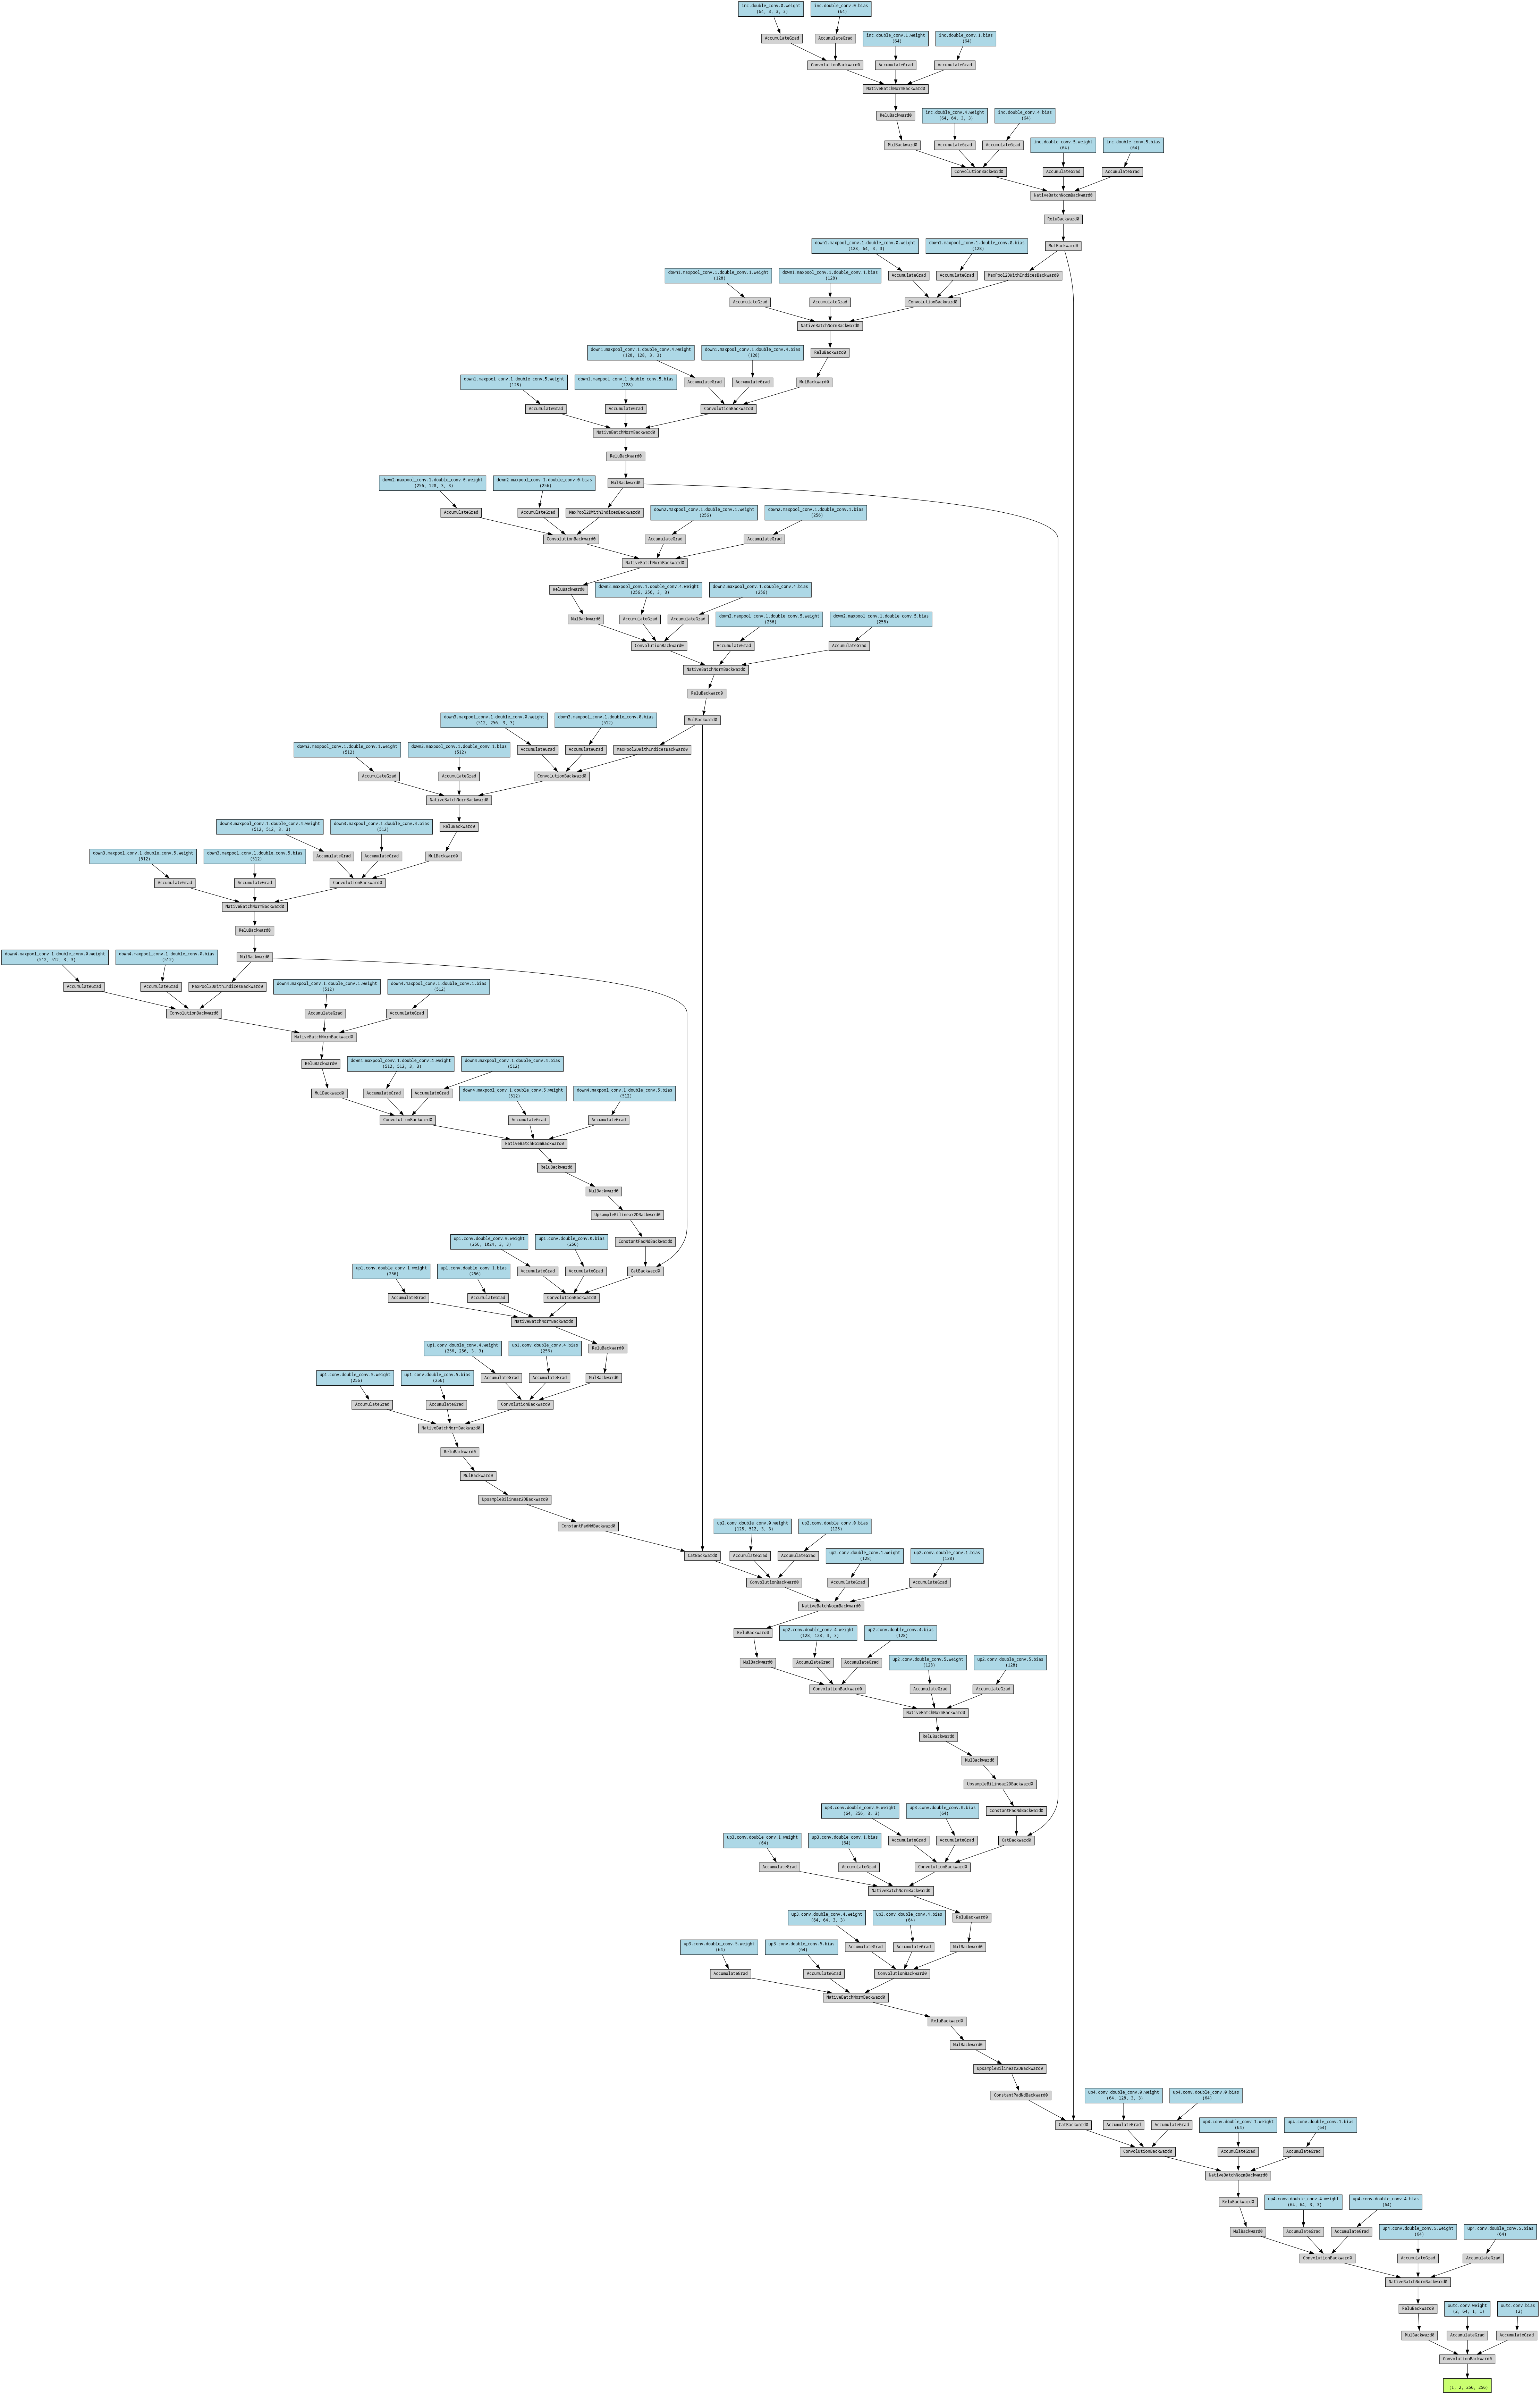 inc.double_conv.0.weight
(64, 3, 3, 3)
inc.double_conv.0.bias
(64)
AccumulateGrad
AccumulateGrad
inc.double_conv.1.weight
(64)
inc.double_conv.1.bias
(64)
ConvolutionBackward0
AccumulateGrad
AccumulateGrad
NativeBatchNormBackward0
ReluBackward0
inc.double_conv.4.weight
(64, 64, 3, 3)
inc.double_conv.4.bias
(64)
MulBackward0
AccumulateGrad
AccumulateGrad
inc.double_conv.5.weight
(64)
inc.double_conv.5.bias
(64)
ConvolutionBackward0
AccumulateGrad
AccumulateGrad
NativeBatchNormBackward0
ReluBackward0
MulBackward0
down1.maxpool_conv.1.double_conv.0.weight
(128, 64, 3, 3)
down1.maxpool_conv.1.double_conv.0.bias
(128)
down1.maxpool_conv.1.double_conv.1.weight
(128)
down1.maxpool_conv.1.double_conv.1.bias
(128)
AccumulateGrad
AccumulateGrad
MaxPool2DWithIndicesBackward0
AccumulateGrad
AccumulateGrad
ConvolutionBackward0
NativeBatchNormBackward0
down1.maxpool_conv.1.double_conv.4.weight
(128, 128, 3, 3)
down1.maxpool_conv.1.double_conv.4.bias
(128)
ReluBackward0
down1.maxpool_conv.1.double_conv.5.weight
(128)
down1.maxpool_conv.1.double_conv.5.bias
(128)
AccumulateGrad
AccumulateGrad
MulBackward0
AccumulateGrad
AccumulateGrad
ConvolutionBackward0
NativeBatchNormBackward0
ReluBackward0
down2.maxpool_conv.1.double_conv.0.weight
(256, 128, 3, 3)
down2.maxpool_conv.1.double_conv.0.bias
(256)
MulBackward0
AccumulateGrad
AccumulateGrad
MaxPool2DWithIndicesBackward0
down2.maxpool_conv.1.double_conv.1.weight
(256)
down2.maxpool_conv.1.double_conv.1.bias
(256)
ConvolutionBackward0
AccumulateGrad
AccumulateGrad
NativeBatchNormBackward0
ReluBackward0
down2.maxpool_conv.1.double_conv.4.weight
(256, 256, 3, 3)
down2.maxpool_conv.1.double_conv.4.bias
(256)
MulBackward0
AccumulateGrad
AccumulateGrad
down2.maxpool_conv.1.double_conv.5.weight
(256)
down2.maxpool_conv.1.double_conv.5.bias
(256)
ConvolutionBackward0
AccumulateGrad
AccumulateGrad
NativeBatchNormBackward0
ReluBackward0
down3.maxpool_conv.1.double_conv.0.weight
(512, 256, 3, 3)
down3.maxpool_conv.1.double_conv.0.bias
(512)
MulBackward0
down3.maxpool_conv.1.double_conv.1.weight
(512)
down3.maxpool_conv.1.double_conv.1.bias
(512)
AccumulateGrad
AccumulateGrad
MaxPool2DWithIndicesBackward0
AccumulateGrad
AccumulateGrad
ConvolutionBackward0
NativeBatchNormBackward0
down3.maxpool_conv.1.double_conv.4.weight
(512, 512, 3, 3)
down3.maxpool_conv.1.double_conv.4.bias
(512)
ReluBackward0
down3.maxpool_conv.1.double_conv.5.weight
(512)
down3.maxpool_conv.1.double_conv.5.bias
(512)
AccumulateGrad
AccumulateGrad
MulBackward0
AccumulateGrad
AccumulateGrad
ConvolutionBackward0
NativeBatchNormBackward0
ReluBackward0
down4.maxpool_conv.1.double_conv.0.weight
(512, 512, 3, 3)
down4.maxpool_conv.1.double_conv.0.bias
(512)
MulBackward0
AccumulateGrad
AccumulateGrad
MaxPool2DWithIndicesBackward0
down4.maxpool_conv.1.double_conv.1.weight
(512)
down4.maxpool_conv.1.double_conv.1.bias
(512)
ConvolutionBackward0
AccumulateGrad
AccumulateGrad
NativeBatchNormBackward0
ReluBackward0
down4.maxpool_conv.1.double_conv.4.weight
(512, 512, 3, 3)
down4.maxpool_conv.1.double_conv.4.bias
(512)
MulBackward0
AccumulateGrad
AccumulateGrad
down4.maxpool_conv.1.double_conv.5.weight
(512)
down4.maxpool_conv.1.double_conv.5.bias
(512)
ConvolutionBackward0
AccumulateGrad
AccumulateGrad
NativeBatchNormBackward0
ReluBackward0
MulBackward0
UpsampleBilinear2DBackward0
up1.conv.double_conv.0.weight
(256, 1024, 3, 3)
up1.conv.double_conv.0.bias
(256)
ConstantPadNdBackward0
up1.conv.double_conv.1.weight
(256)
up1.conv.double_conv.1.bias
(256)
AccumulateGrad
AccumulateGrad
CatBackward0
AccumulateGrad
AccumulateGrad
ConvolutionBackward0
NativeBatchNormBackward0
up1.conv.double_conv.4.weight
(256, 256, 3, 3)
up1.conv.double_conv.4.bias
(256)
ReluBackward0
up1.conv.double_conv.5.weight
(256)
up1.conv.double_conv.5.bias
(256)
AccumulateGrad
AccumulateGrad
MulBackward0
AccumulateGrad
AccumulateGrad
ConvolutionBackward0
NativeBatchNormBackward0
ReluBackward0
MulBackward0
UpsampleBilinear2DBackward0
ConstantPadNdBackward0
up2.conv.double_conv.0.weight
(128, 512, 3, 3)
up2.conv.double_conv.0.bias
(128)
CatBackward0
AccumulateGrad
AccumulateGrad
up2.conv.double_conv.1.weight
(128)
up2.conv.double_conv.1.bias
(128)
ConvolutionBackward0
AccumulateGrad
AccumulateGrad
NativeBatchNormBackward0
ReluBackward0
up2.conv.double_conv.4.weight
(128, 128, 3, 3)
up2.conv.double_conv.4.bias
(128)
MulBackward0
AccumulateGrad
AccumulateGrad
up2.conv.double_conv.5.weight
(128)
up2.conv.double_conv.5.bias
(128)
ConvolutionBackward0
AccumulateGrad
AccumulateGrad
NativeBatchNormBackward0
ReluBackward0
MulBackward0
UpsampleBilinear2DBackward0
up3.conv.double_conv.0.weight
(64, 256, 3, 3)
up3.conv.double_conv.0.bias
(64)
ConstantPadNdBackward0
up3.conv.double_conv.1.weight
(64)
up3.conv.double_conv.1.bias
(64)
AccumulateGrad
AccumulateGrad
CatBackward0
AccumulateGrad
AccumulateGrad
ConvolutionBackward0
NativeBatchNormBackward0
up3.conv.double_conv.4.weight
(64, 64, 3, 3)
up3.conv.double_conv.4.bias
(64)
ReluBackward0
up3.conv.double_conv.5.weight
(64)
up3.conv.double_conv.5.bias
(64)
AccumulateGrad
AccumulateGrad
MulBackward0
AccumulateGrad
AccumulateGrad
ConvolutionBackward0
NativeBatchNormBackward0
ReluBackward0
MulBackward0
UpsampleBilinear2DBackward0
ConstantPadNdBackward0
up4.conv.double_conv.0.weight
(64, 128, 3, 3)
up4.conv.double_conv.0.bias
(64)
CatBackward0
AccumulateGrad
AccumulateGrad
up4.conv.double_conv.1.weight
(64)
up4.conv.double_conv.1.bias
(64)
ConvolutionBackward0
AccumulateGrad
AccumulateGrad
NativeBatchNormBackward0
ReluBackward0
up4.conv.double_conv.4.weight
(64, 64, 3, 3)
up4.conv.double_conv.4.bias
(64)
MulBackward0
AccumulateGrad
AccumulateGrad
up4.conv.double_conv.5.weight
(64)
up4.conv.double_conv.5.bias
(64)
ConvolutionBackward0
AccumulateGrad
AccumulateGrad
NativeBatchNormBackward0
ReluBackward0
outc.conv.weight
(2, 64, 1, 1)
outc.conv.bias
(2)
MulBackward0
AccumulateGrad
AccumulateGrad
ConvolutionBackward0
(1, 2, 256, 256)